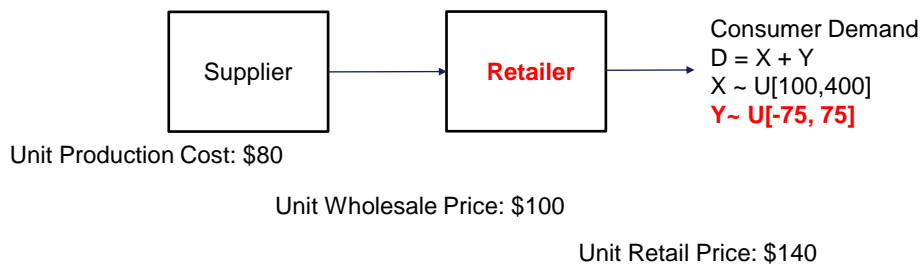 Supplier
Retailer
Consumer Demand
D = X + Y
X ~ U[100,400]
Y~ U[-75, 75]
Unit Production Cost: $80
Unit Wholesale Price: $100
Unit Retail Price: $140